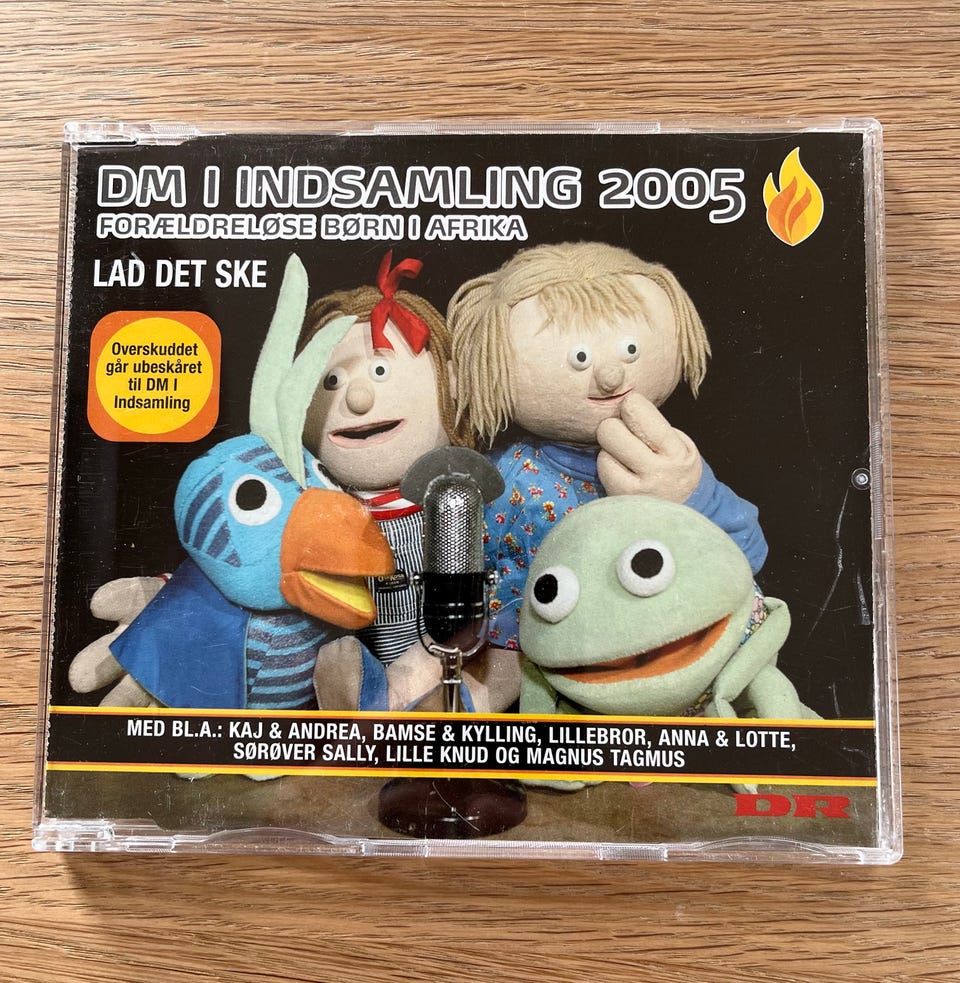 DM I INDSAMLING 2005
FORÆLDRELØSE BØRN I AFRIKA
LAD DET SKE
Overskuddet
går ubeskåret
til DM I
Indsamling
MED BL.A.: KAJ & ANDREA, BAMSE & KYLLING, LILLEBROR, ANNA & LOTTE,
SØRØVER SALLY, LILLE KNUD OG MAGNUS TAGMUS
DR